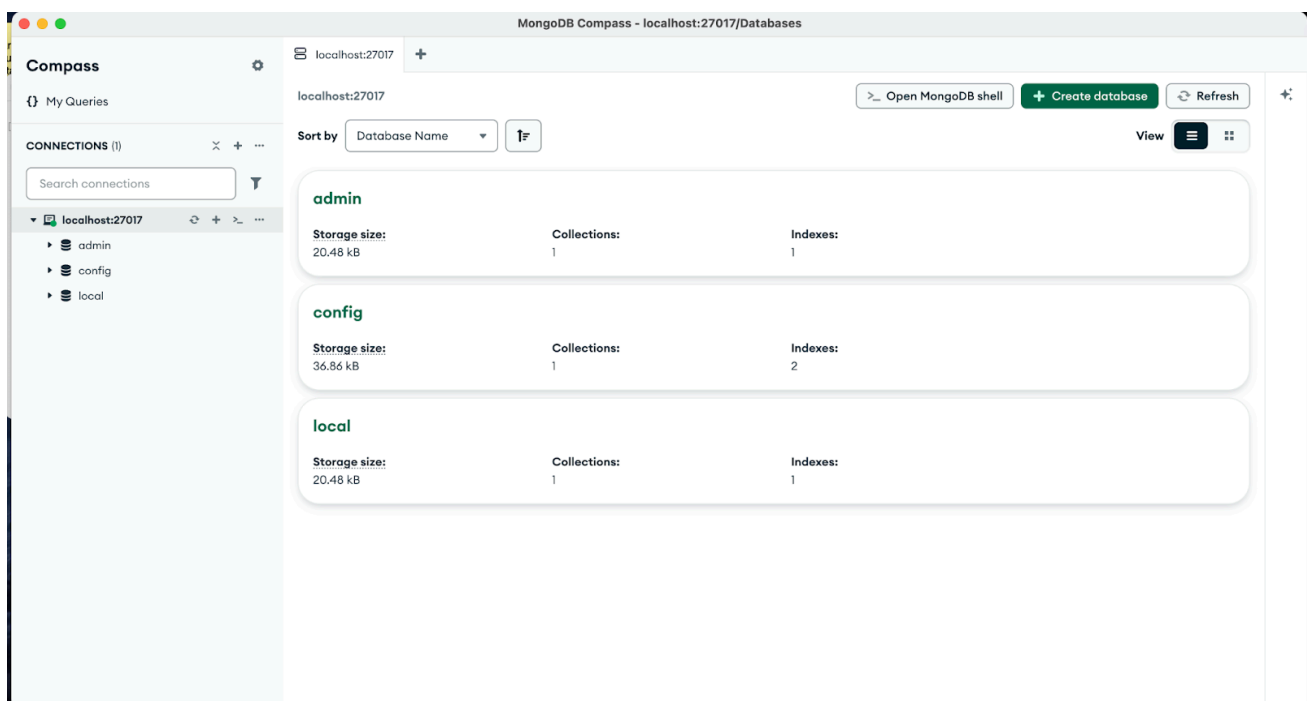 MongoDB Compass - localhost:27017/Databases
Compass
{} My Queries
CONNECTIONS (1)
Search connections
localhost:27017
admin
config
local
localhost:27017
localhost:27017
>_ Open MongoDB shell
Create database
Refresh
Sort by
Database Name
View
admin
Storage size: Collections: Indexes:
20.48 kB 1 1
config
Storage size: Collections: Indexes:
36.86 kB 1 2
local
Storage size: Collections: Indexes:
20.48 kB 1 1